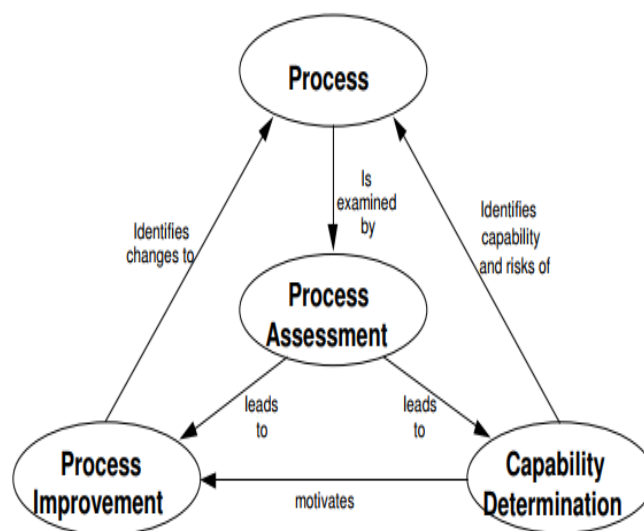 Process
Is
examined
by
Identifies
changes to
Identifies
capability
and risks of
Process
Assessment
leads
to
leads
to
Process
Improvement
motivates
Capability
Determination